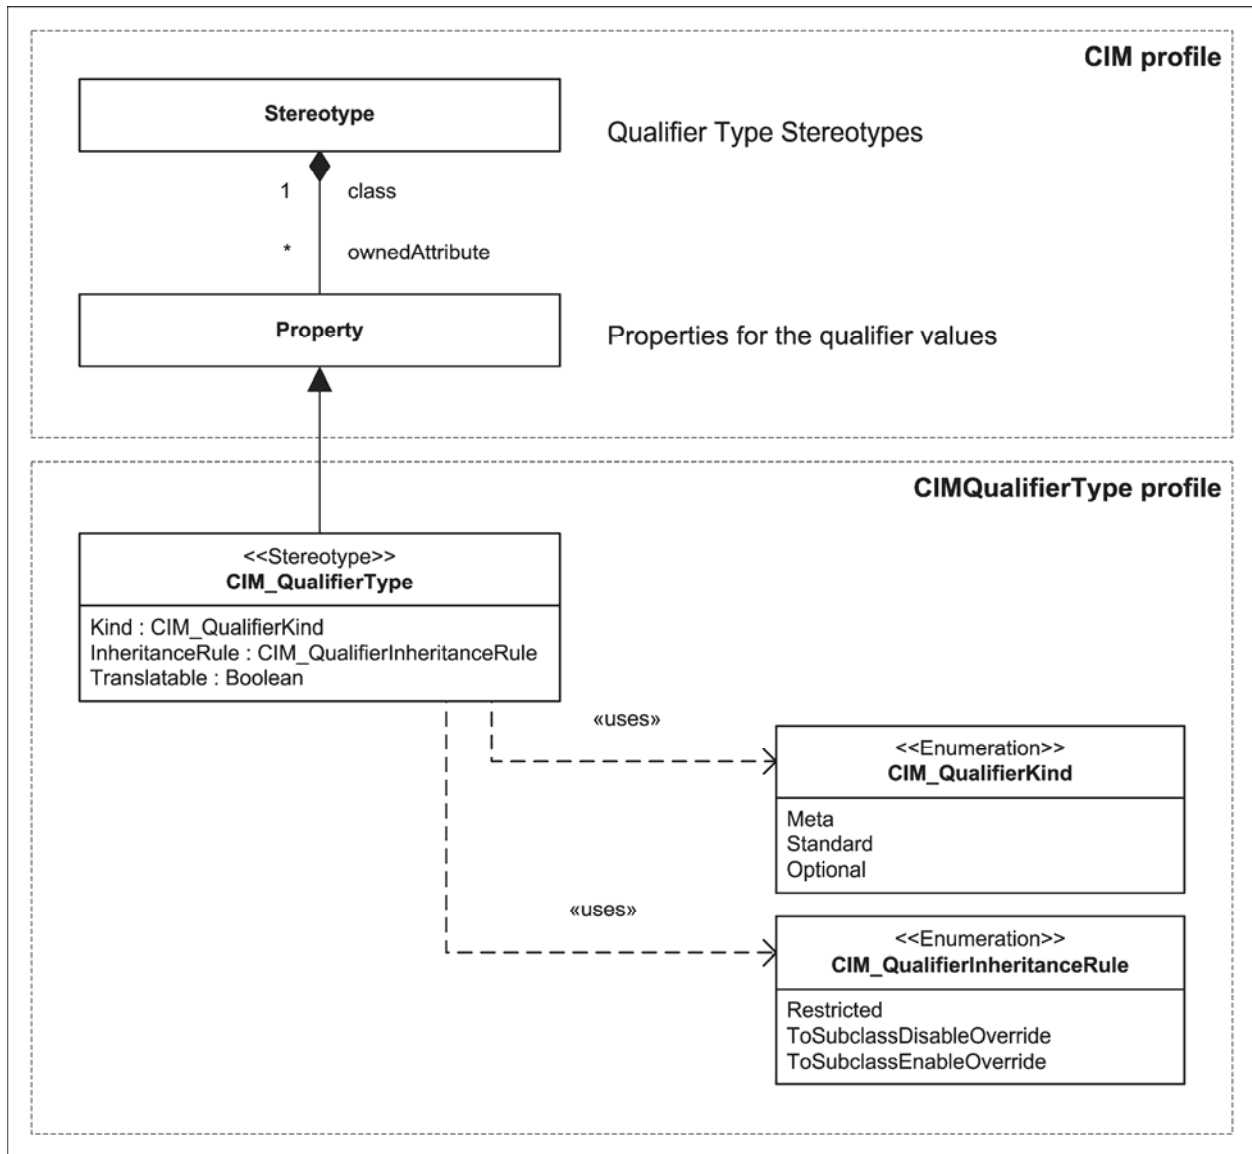 CIM profile
Stereotype
Qualifier Type Stereotypes
1
class
*
ownedAttribute
Property
Properties for the qualifier values
CIMQualifierType profile
<<Stereotype>>
CIM_QualifierType
Kind : CIM_QualifierKind
InheritanceRule : CIM_QualifierInheritanceRule
Translatable : Boolean
«uses»
<<Enumeration>>
CIM_QualifierKind
Meta
Standard
Optional
«uses»
<<Enumeration>>
CIM_QualifierInheritanceRule
Restricted
ToSubclassDisableOverride
ToSubclassEnableOverride